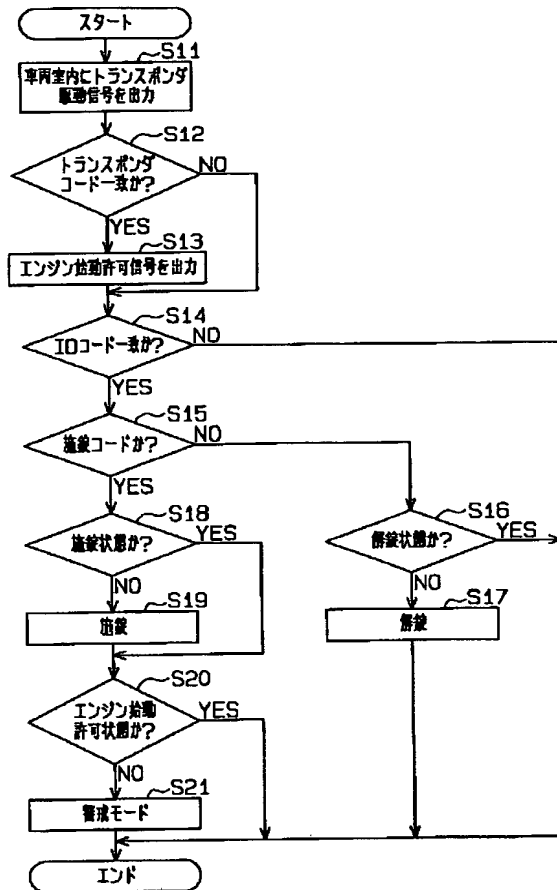 スタート
S11
車両室内にトランスポンダ
駆動信号を出力
S12
トランスポンダ
コード一致か?
NO
YES
S13
エンジン始動許可信号を出力
S14
IDコード一致か?
NO
YES
S15
施錠コードか?
NO
YES
S18
施錠状態か?
YES
NO
S16
解錠状態か?
YES
NO
S19
施錠
S17
解錠
S20
エンジン始動
許可状態か?
YES
NO
S21
警戒モード
エンド